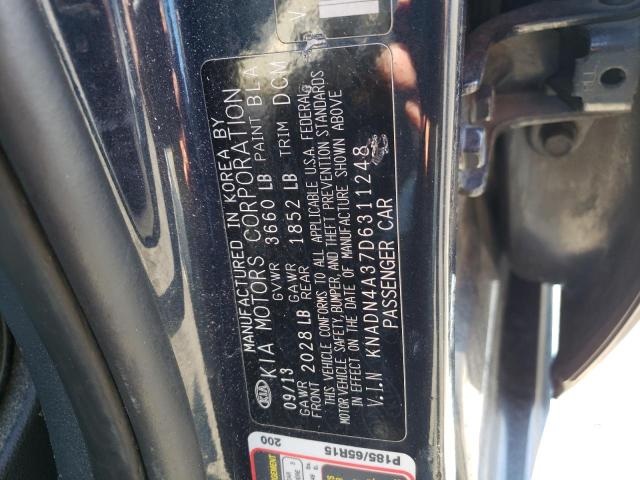 MANUFACTURED IN KOREA BY
KIA KIA MOTORS CORPORATION
09/13 GVWR 3660 LB PAINT BLA
GAWR FRONT 2028 LB GAWR REAR 1852 LB TRIM DCM
THIS VEHICLE CONFORMS TO ALL APPLICABLE U.S.A. FEDERAL
MOTOR VEHICLE SAFETY, BUMPER, AND THEFT PREVENTION STANDARDS
IN EFFECT ON THE DATE OF MANUFACTURE SHOWN ABOVE
V.I.N KNADN4A37D6311248
PASSENGER CAR
V
P185/65R15
200